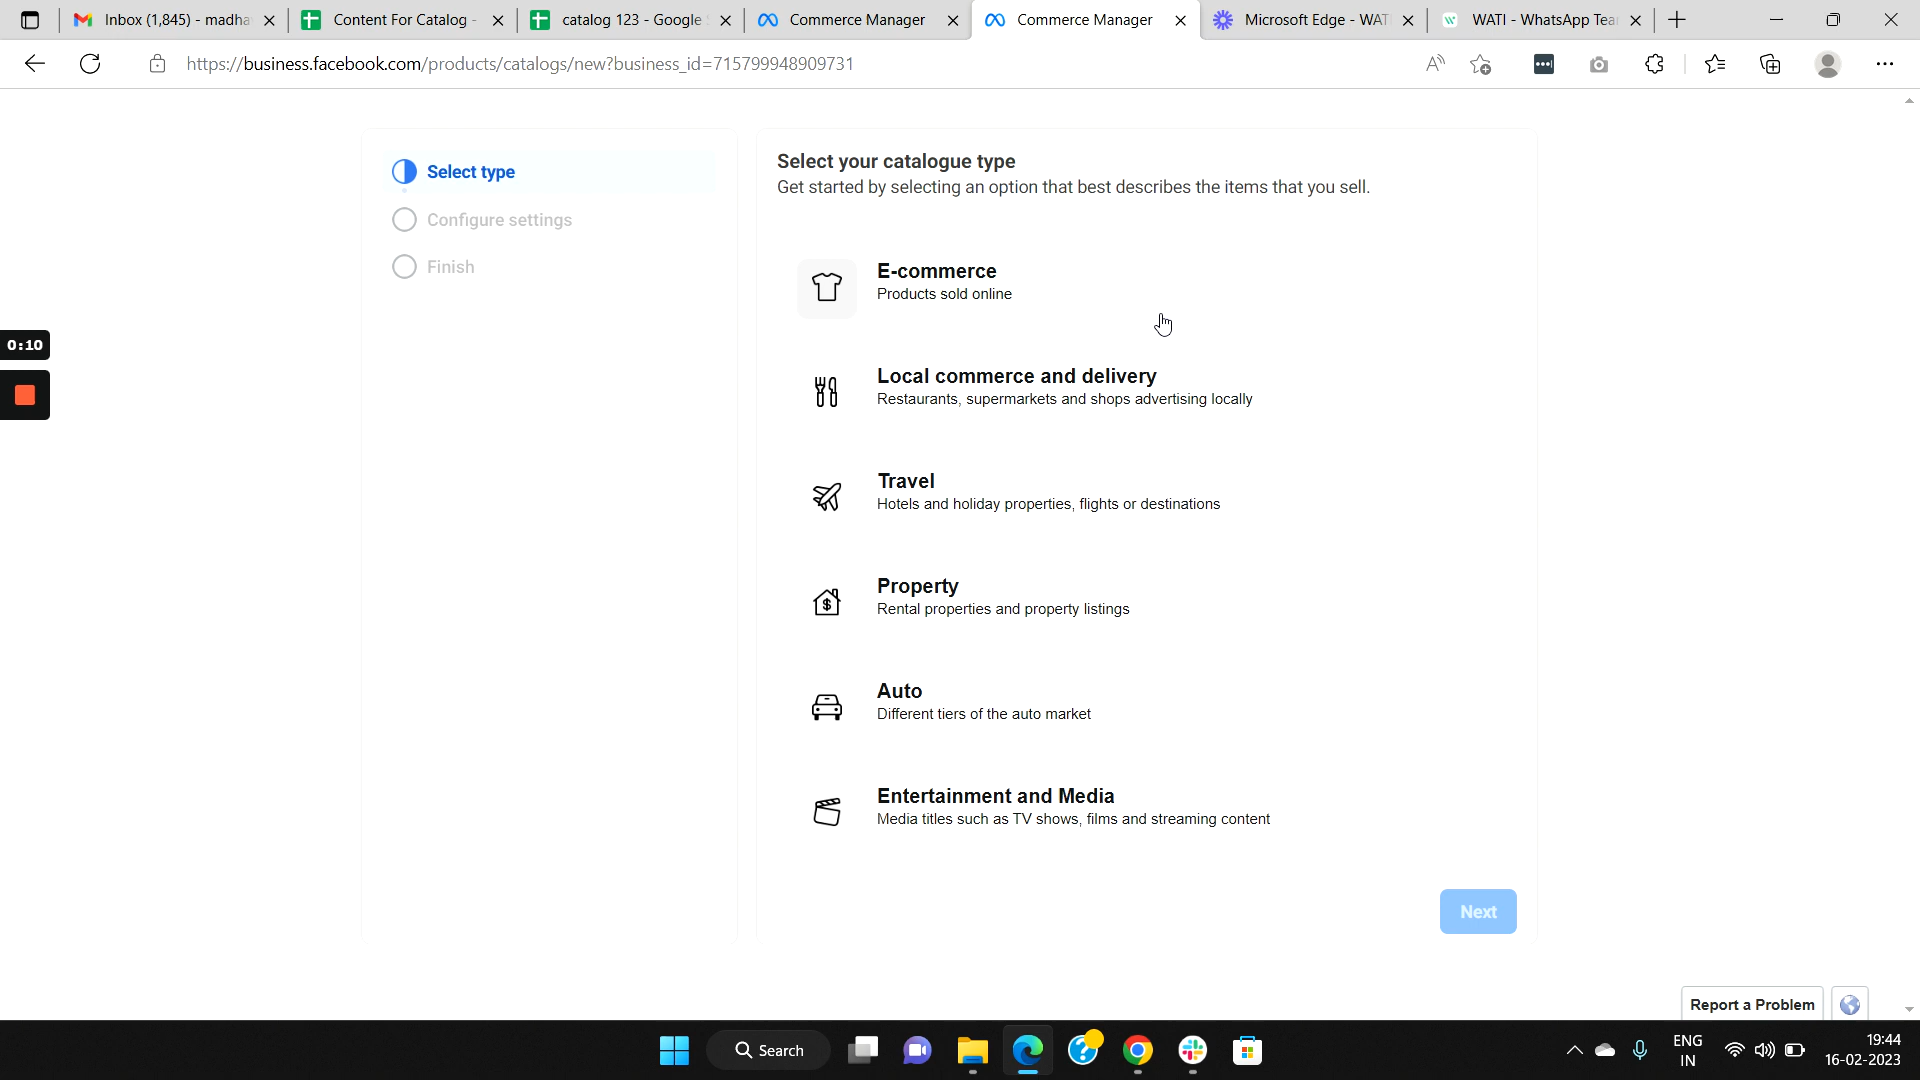 Inbox (1,845) - madha
Content For Catalog -
catalog 123 - Google S
Commerce Manager
Commerce Manager
Microsoft Edge - WATI
WATI - WhatsApp Tea
https://business.facebook.com/products/catalogs/new?business_id=715799948909731
Select type
Configure settings
Finish
0:10
Select your catalogue type
Get started by selecting an option that best describes the items that you sell.
E-commerce
Products sold online
Local commerce and delivery
Restaurants, supermarkets and shops advertising locally
Travel
Hotels and holiday properties, flights or destinations
Property
Rental properties and property listings
Auto
Different tiers of the auto market
Entertainment and Media
Media titles such as TV shows, films and streaming content
Next
Report a Problem
Search
ENG
IN
19:44
16-02-2023